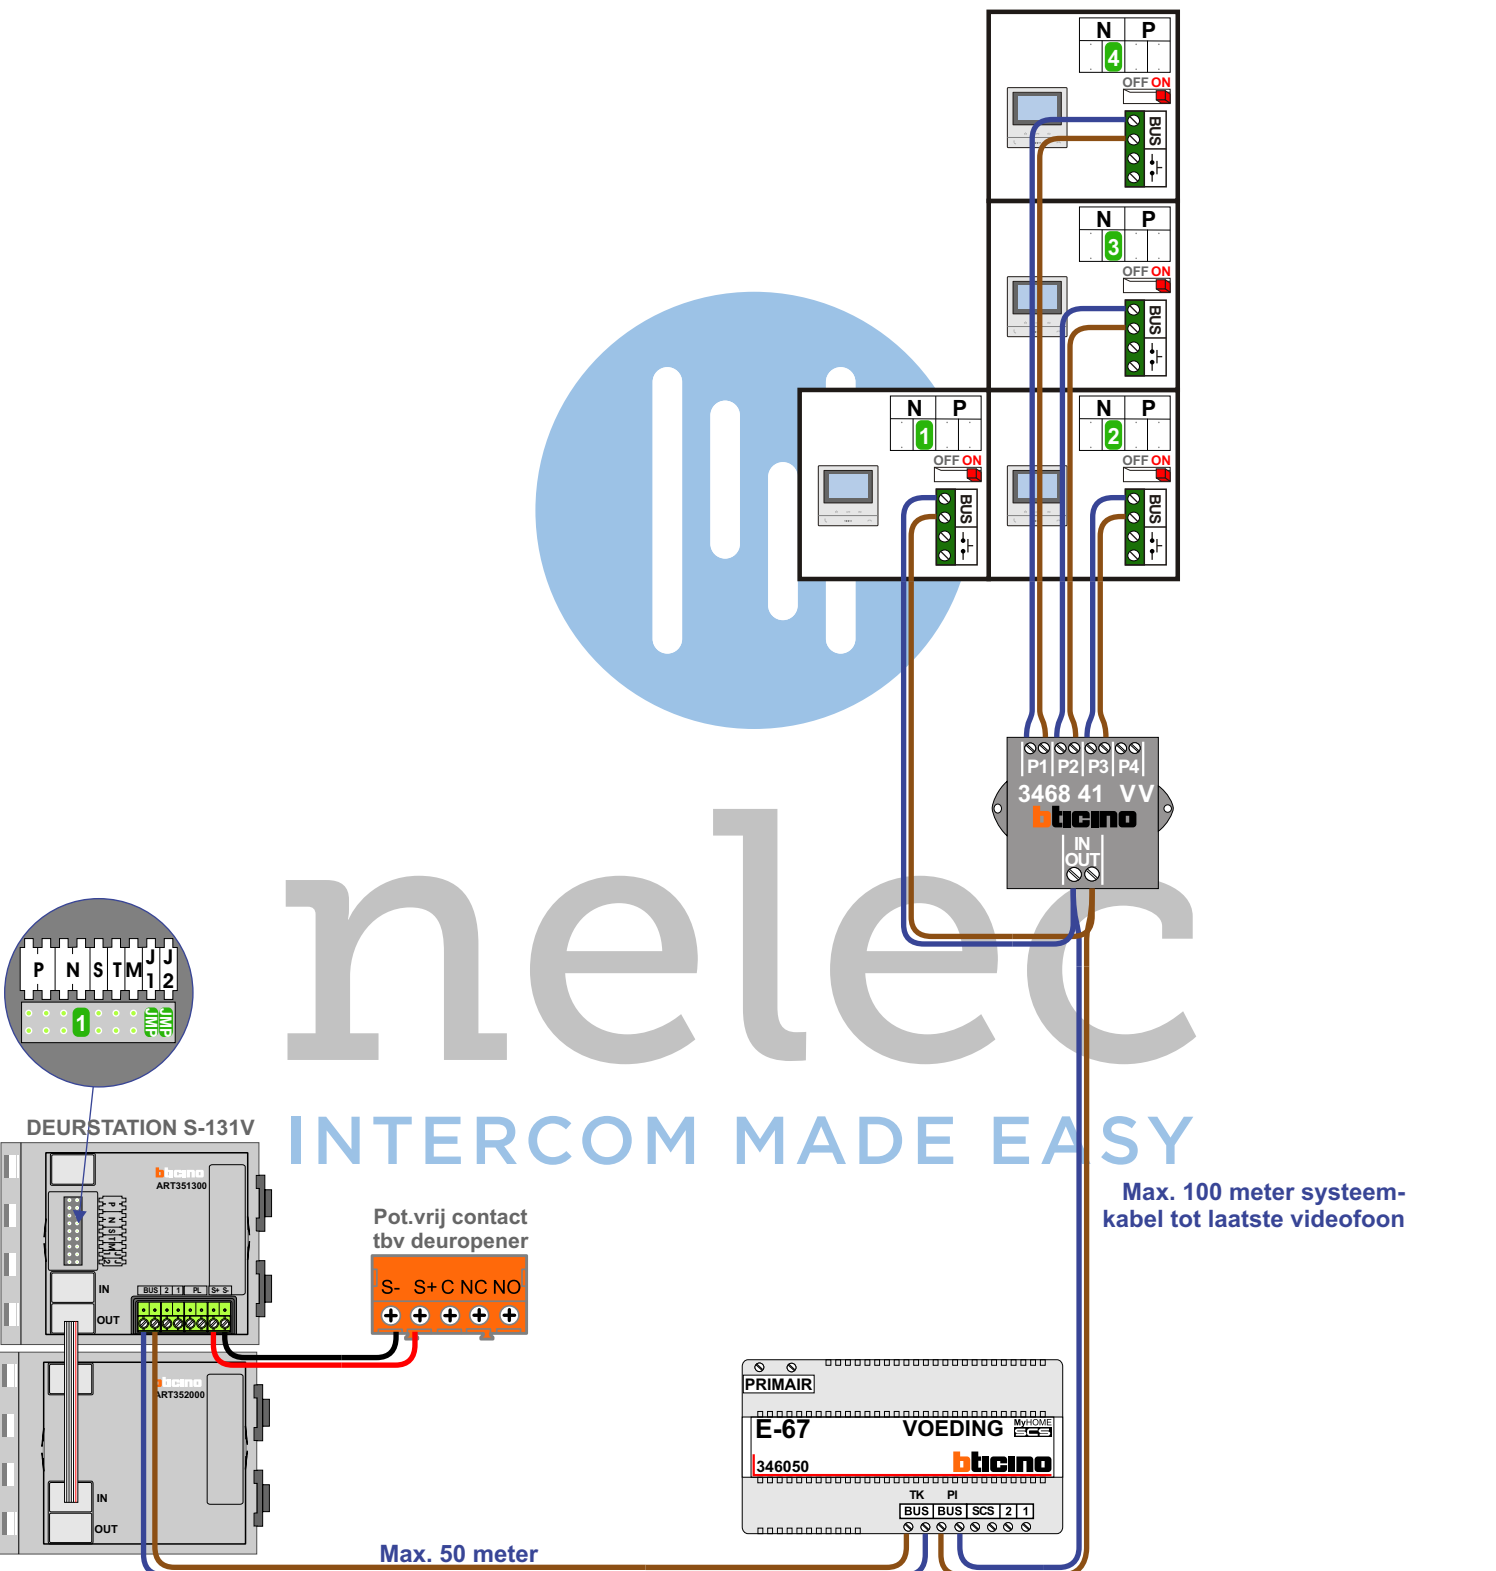 N P
4
OFF ON
BUS
N P
3
OFF ON
BUS
N P
1
OFF ON
BUS
N P
2
OFF ON
BUS
P1 P2 P3 P4
3468 41 VV
bticino
IN
OUT
nelec
INTERCOM MADE EASY
P N S T M J1 J2
1 JMP JMP
DEURSTATION S-131V
bticino
ART351300
P N S T M J1 J2
IN
OUT
BUS 2 1 PL S+ S-
Pot.vrij contact
tbv deuropener
S- S+ C NC NO
Max. 100 meter systeem-
kabel tot laatste videofoon
bticino
ART352000
IN
OUT
PRIMAIR
E-67 VOEDING MyHOME
SCS
346050 bticino
TK PI
BUS BUS SCS 2 1
Max. 50 meter